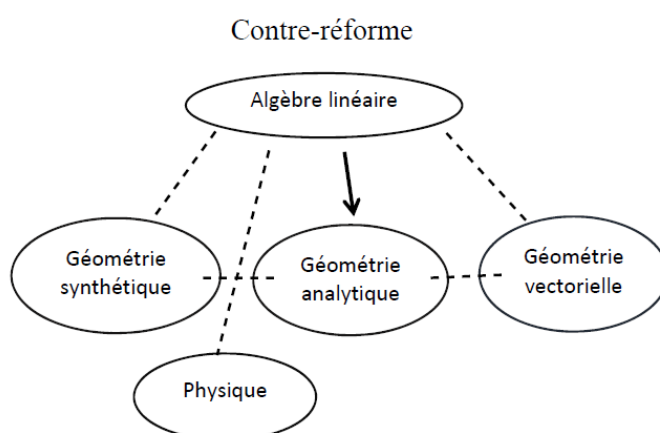 Contre-réforme
Algèbre linéaire
Géométrie
synthétique
Géométrie
analytique
Géométrie
vectorielle
Physique